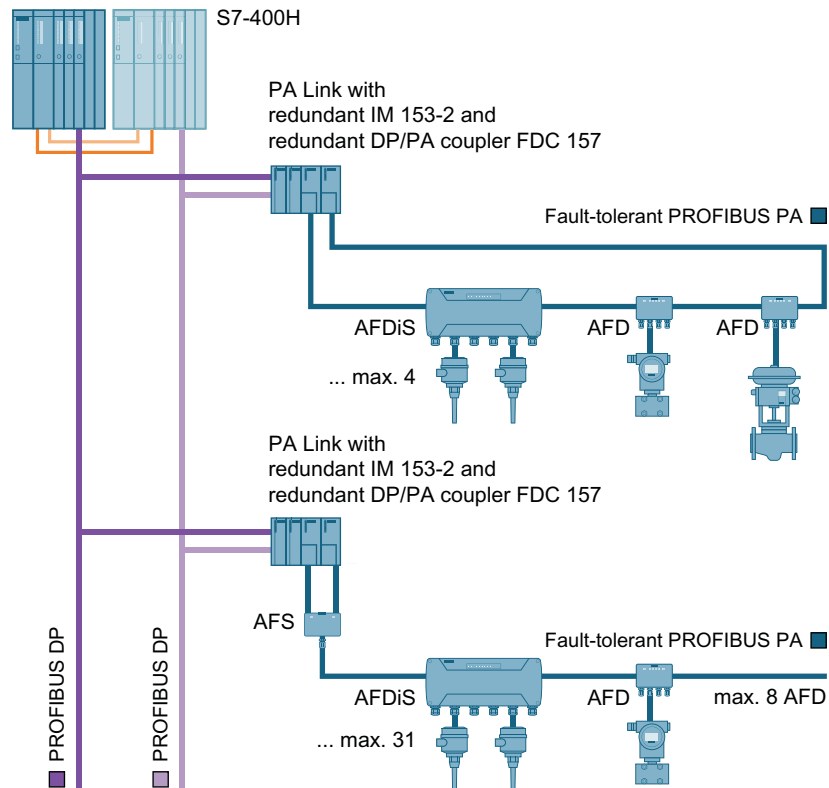 S7-400H
PA Link with
redundant IM 153-2 and
redundant DP/PA coupler FDC 157
Fault-tolerant PROFIBUS PA
AFDiS
AFD
AFD
... max. 4
PA Link with
redundant IM 153-2 and
redundant DP/PA coupler FDC 157
AFS
Fault-tolerant PROFIBUS PA
AFDiS
AFD
max. 8 AFD
... max. 31
PROFIBUS DP
PROFIBUS DP